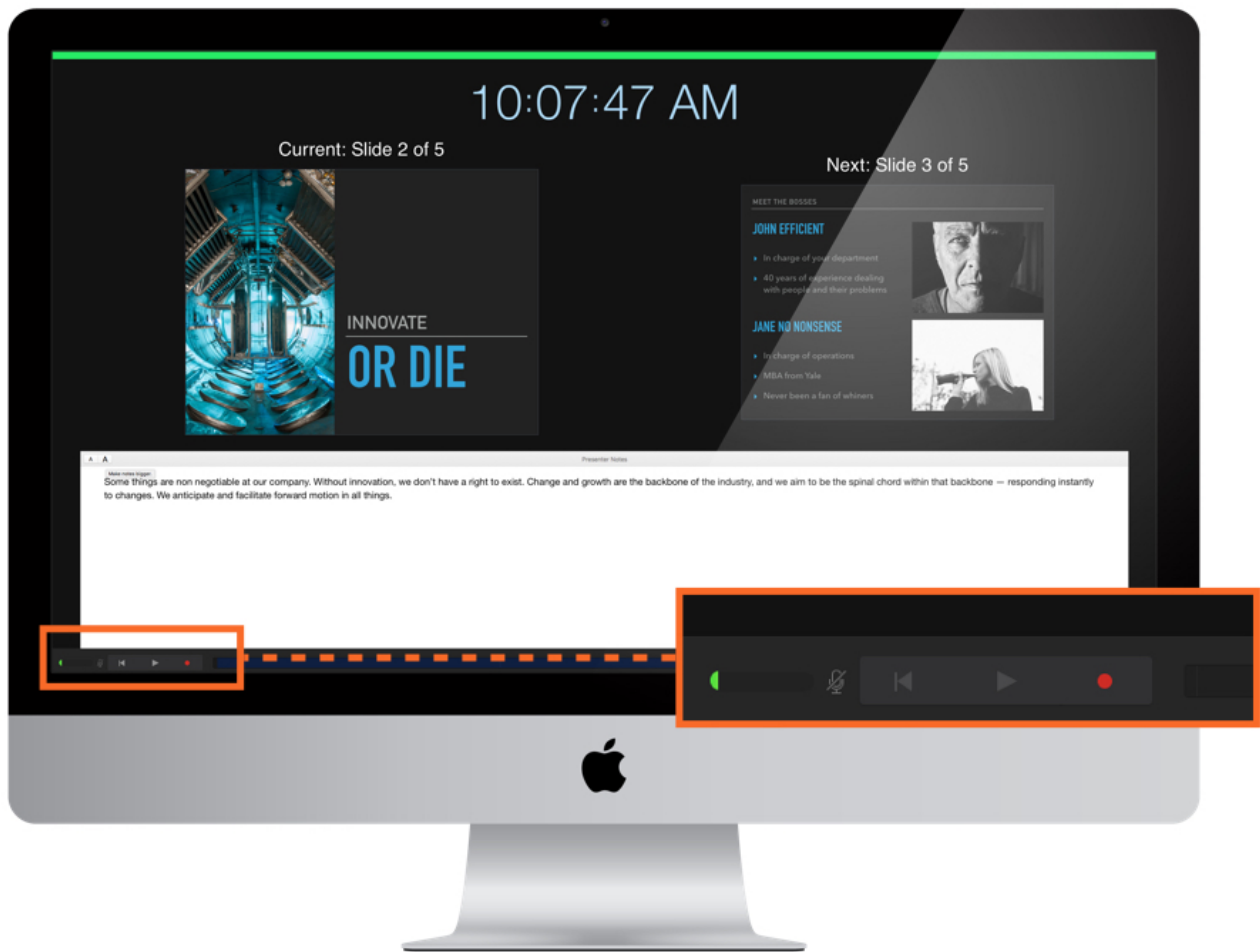 10:07:47 AM
Current: Slide 2 of 5
INNOVATE
OR DIE
Next: Slide 3 of 5
MEET THE BOSSES
JOHN EFFICIENT
In charge of your department
40 years of experience dealing
with people and their problems
JANE NO NONSENSE
In charge of operations
MBA from Yale
Never been a fan of whiners
A A
Presenter Notes
Make notes bigger.
Some things are non negotiable at our company. Without innovation, we don't have a right to exist. Change and growth are the backbone of the industry, and we aim to be the spinal chord within that backbone — responding instantly
to changes. We anticipate and facilitate forward motion in all things.